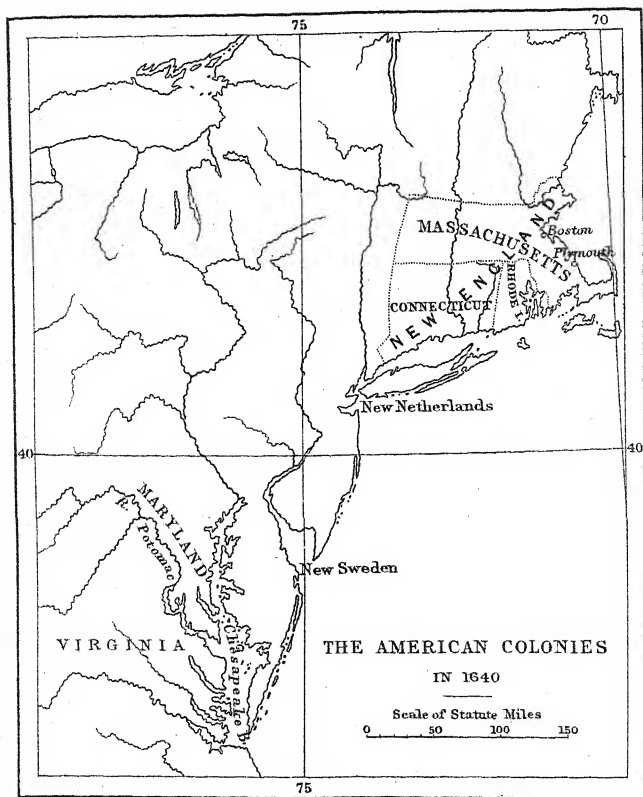 75
70
NEW ENGLAND
MASSACHUSETTS
Boston
Plymouth
RHODE I.
CONNECTICUT
New Netherlands
40
40
MARYLAND
R. Potomac
New Sweden
VIRGINIA
Chesapeake B.
THE AMERICAN COLONIES
IN 1640
Scale of Statute Miles
0 50 100 150
75